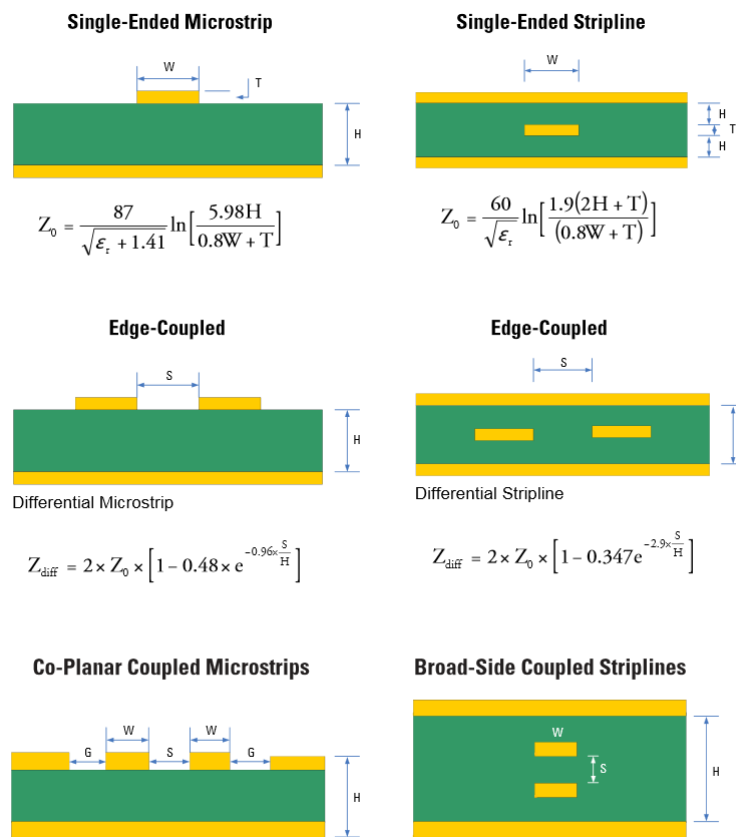 Single-Ended Microstrip
W
T
H
Z₀ = 87 / √(εᵣ + 1.41) ln[5.98H / 0.8W + T]
Single-Ended Stripline
W
H
T
H
Z₀ = 60 / √εᵣ ln[1.9(2H + T) / (0.8W + T)]
Edge-Coupled
S
H
Differential Microstrip
Z_diff = 2 × Z₀ × [1 − 0.48 × e^(−0.96× S/H)]
Edge-Coupled
S
Differential Stripline
Z_diff = 2 × Z₀ × [1 − 0.347e^(−2.9× S/H)]
Co-Planar Coupled Microstrips
W W
G S G
H
Broad-Side Coupled Striplines
W
S
H